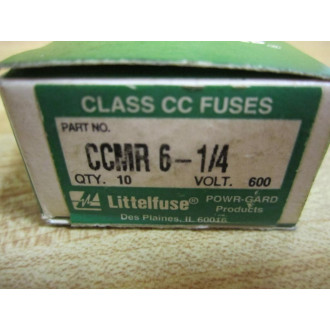 CLASS CC FUSES
PART NO.
CCMR 6-1/4
QTY. 10 VOLT. 600
Littelfuse® POWR-GARD
Products
Des Plaines, IL 60016